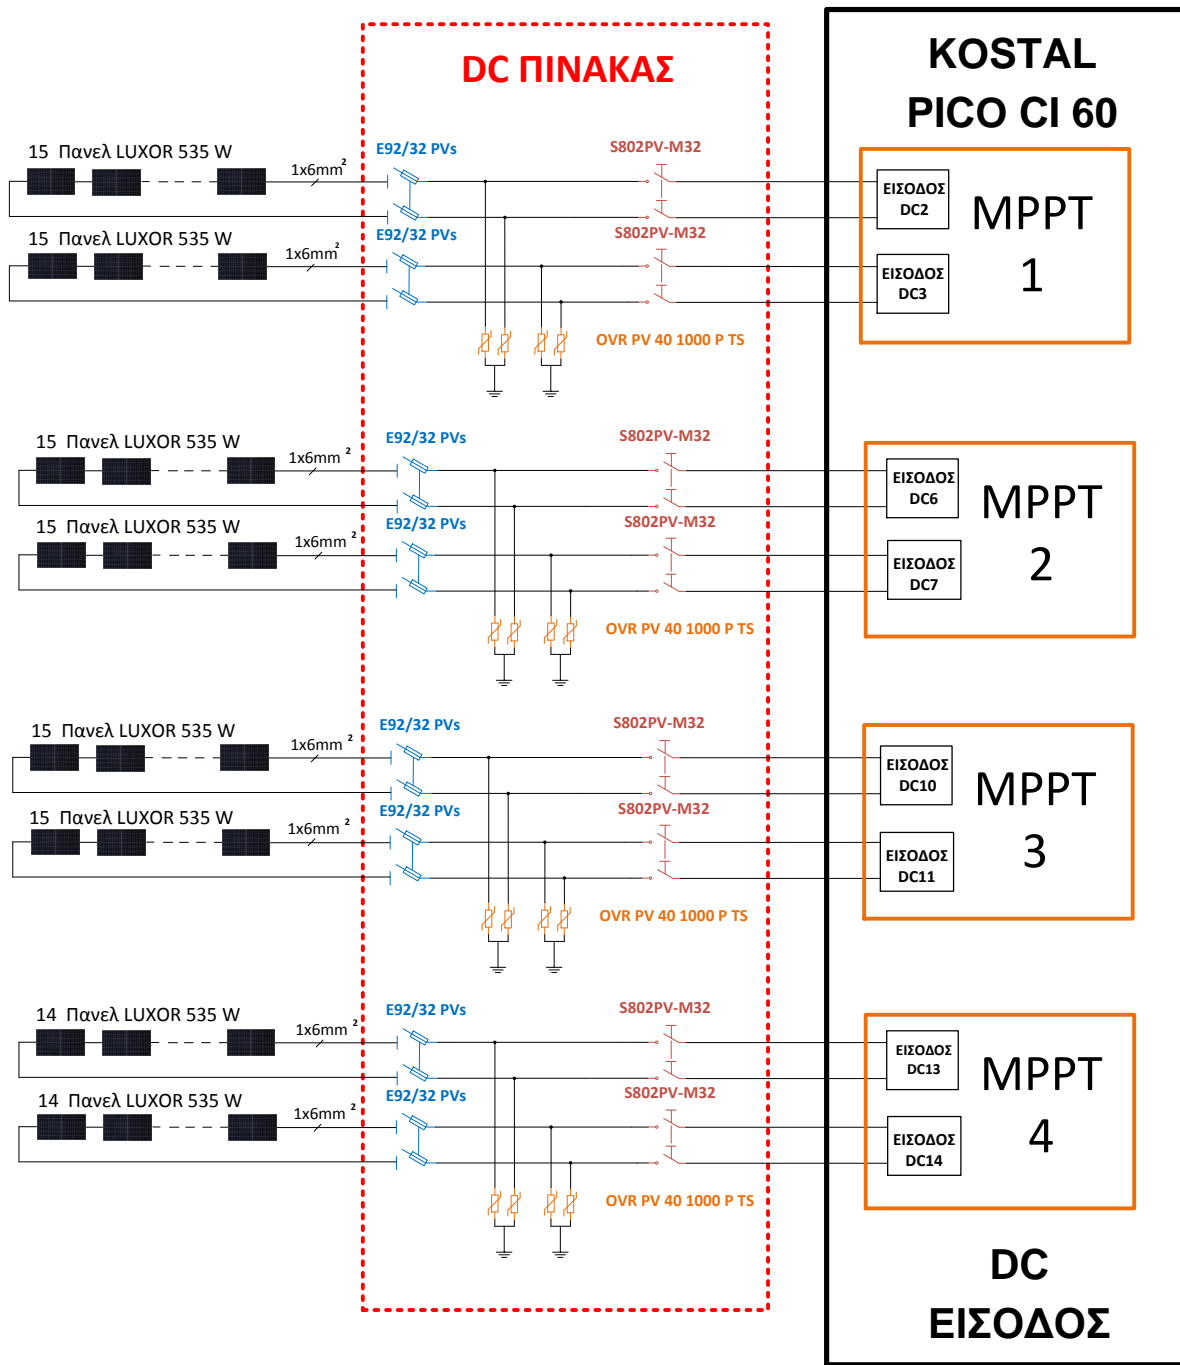 DC ΠΙΝΑΚΑΣ
KOSTAL
PICO CI 60
15 Πανελ LUXOR 535 W
1x6mm²
E92/32 PVs
S802PV-M32
ΕΙΣΟΔΟΣ
DC2
15 Πανελ LUXOR 535 W
1x6mm²
E92/32 PVs
S802PV-M32
ΕΙΣΟΔΟΣ
DC3
MPPT
1
OVR PV 40 1000 P TS
15 Πανελ LUXOR 535 W
1x6mm²
E92/32 PVs
S802PV-M32
ΕΙΣΟΔΟΣ
DC6
15 Πανελ LUXOR 535 W
1x6mm²
E92/32 PVs
S802PV-M32
ΕΙΣΟΔΟΣ
DC7
MPPT
2
OVR PV 40 1000 P TS
15 Πανελ LUXOR 535 W
1x6mm²
E92/32 PVs
S802PV-M32
ΕΙΣΟΔΟΣ
DC10
15 Πανελ LUXOR 535 W
1x6mm²
E92/32 PVs
S802PV-M32
ΕΙΣΟΔΟΣ
DC11
MPPT
3
OVR PV 40 1000 P TS
14 Πανελ LUXOR 535 W
1x6mm²
E92/32 PVs
S802PV-M32
ΕΙΣΟΔΟΣ
DC13
14 Πανελ LUXOR 535 W
1x6mm²
E92/32 PVs
S802PV-M32
ΕΙΣΟΔΟΣ
DC14
MPPT
4
OVR PV 40 1000 P TS
DC
ΕΙΣΟΔΟΣ